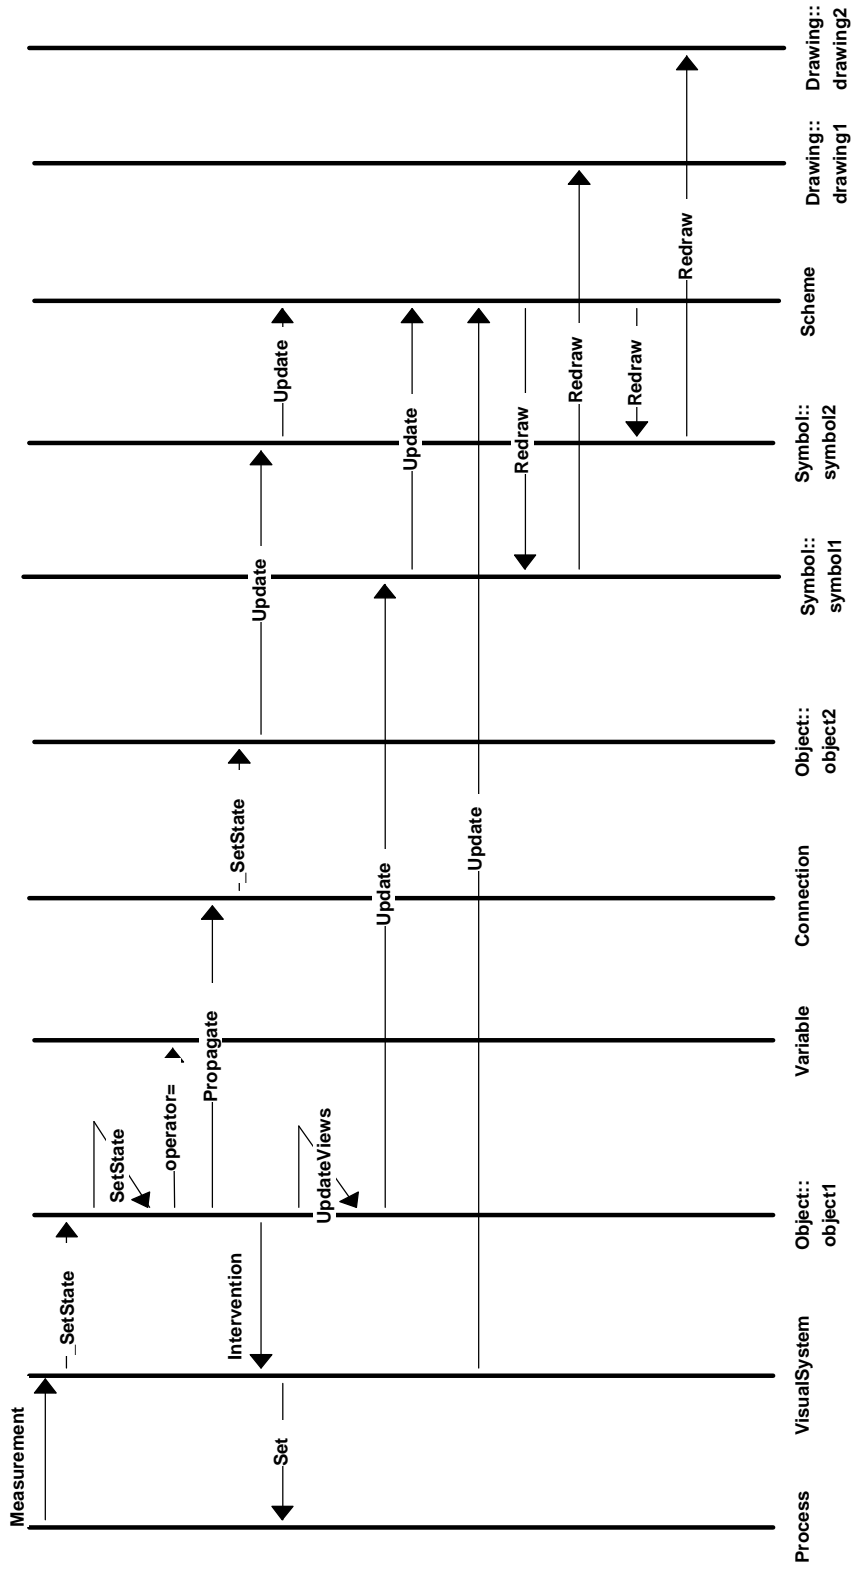 Measurement
_SetState
SetState
operator=
Propagate
_SetState
Intervention
Update
Set
Update
UpdateViews
Update
Update
Update
Redraw
Redraw
Redraw
Redraw
Process
VisualSystem
Object::
object1
Variable
Connection
Object::
object2
Symbol::
symbol1
Symbol::
symbol2
Scheme
Drawing::
drawing1
Drawing::
drawing2